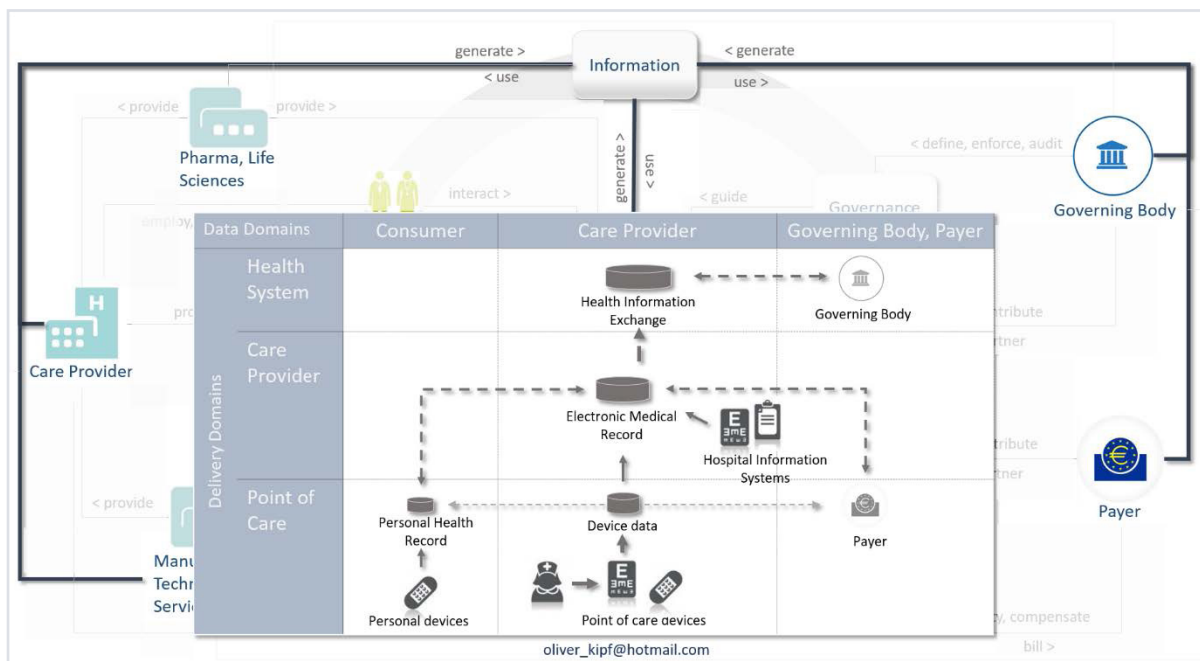 generate >
< generate
Information
< use
use >
< provide
provide >
generate >
use >
< define, enforce, audit
Pharma, Life
Sciences
interact >
< guide
Governing Body
Governance
Data Domains
Consumer
Care Provider
Governing Body, Payer
Health
System
Health Information
Exchange
Governing Body
Care Provider
Care
Provider
Electronic Medical
Record
Hospital Information
Systems
Delivery Domains
Point of
Care
< provide
Personal Health
Record
Device data
Payer
Payer
Personal devices
Point of care devices
compensate
bill >
oliver_kipf@hotmail.com